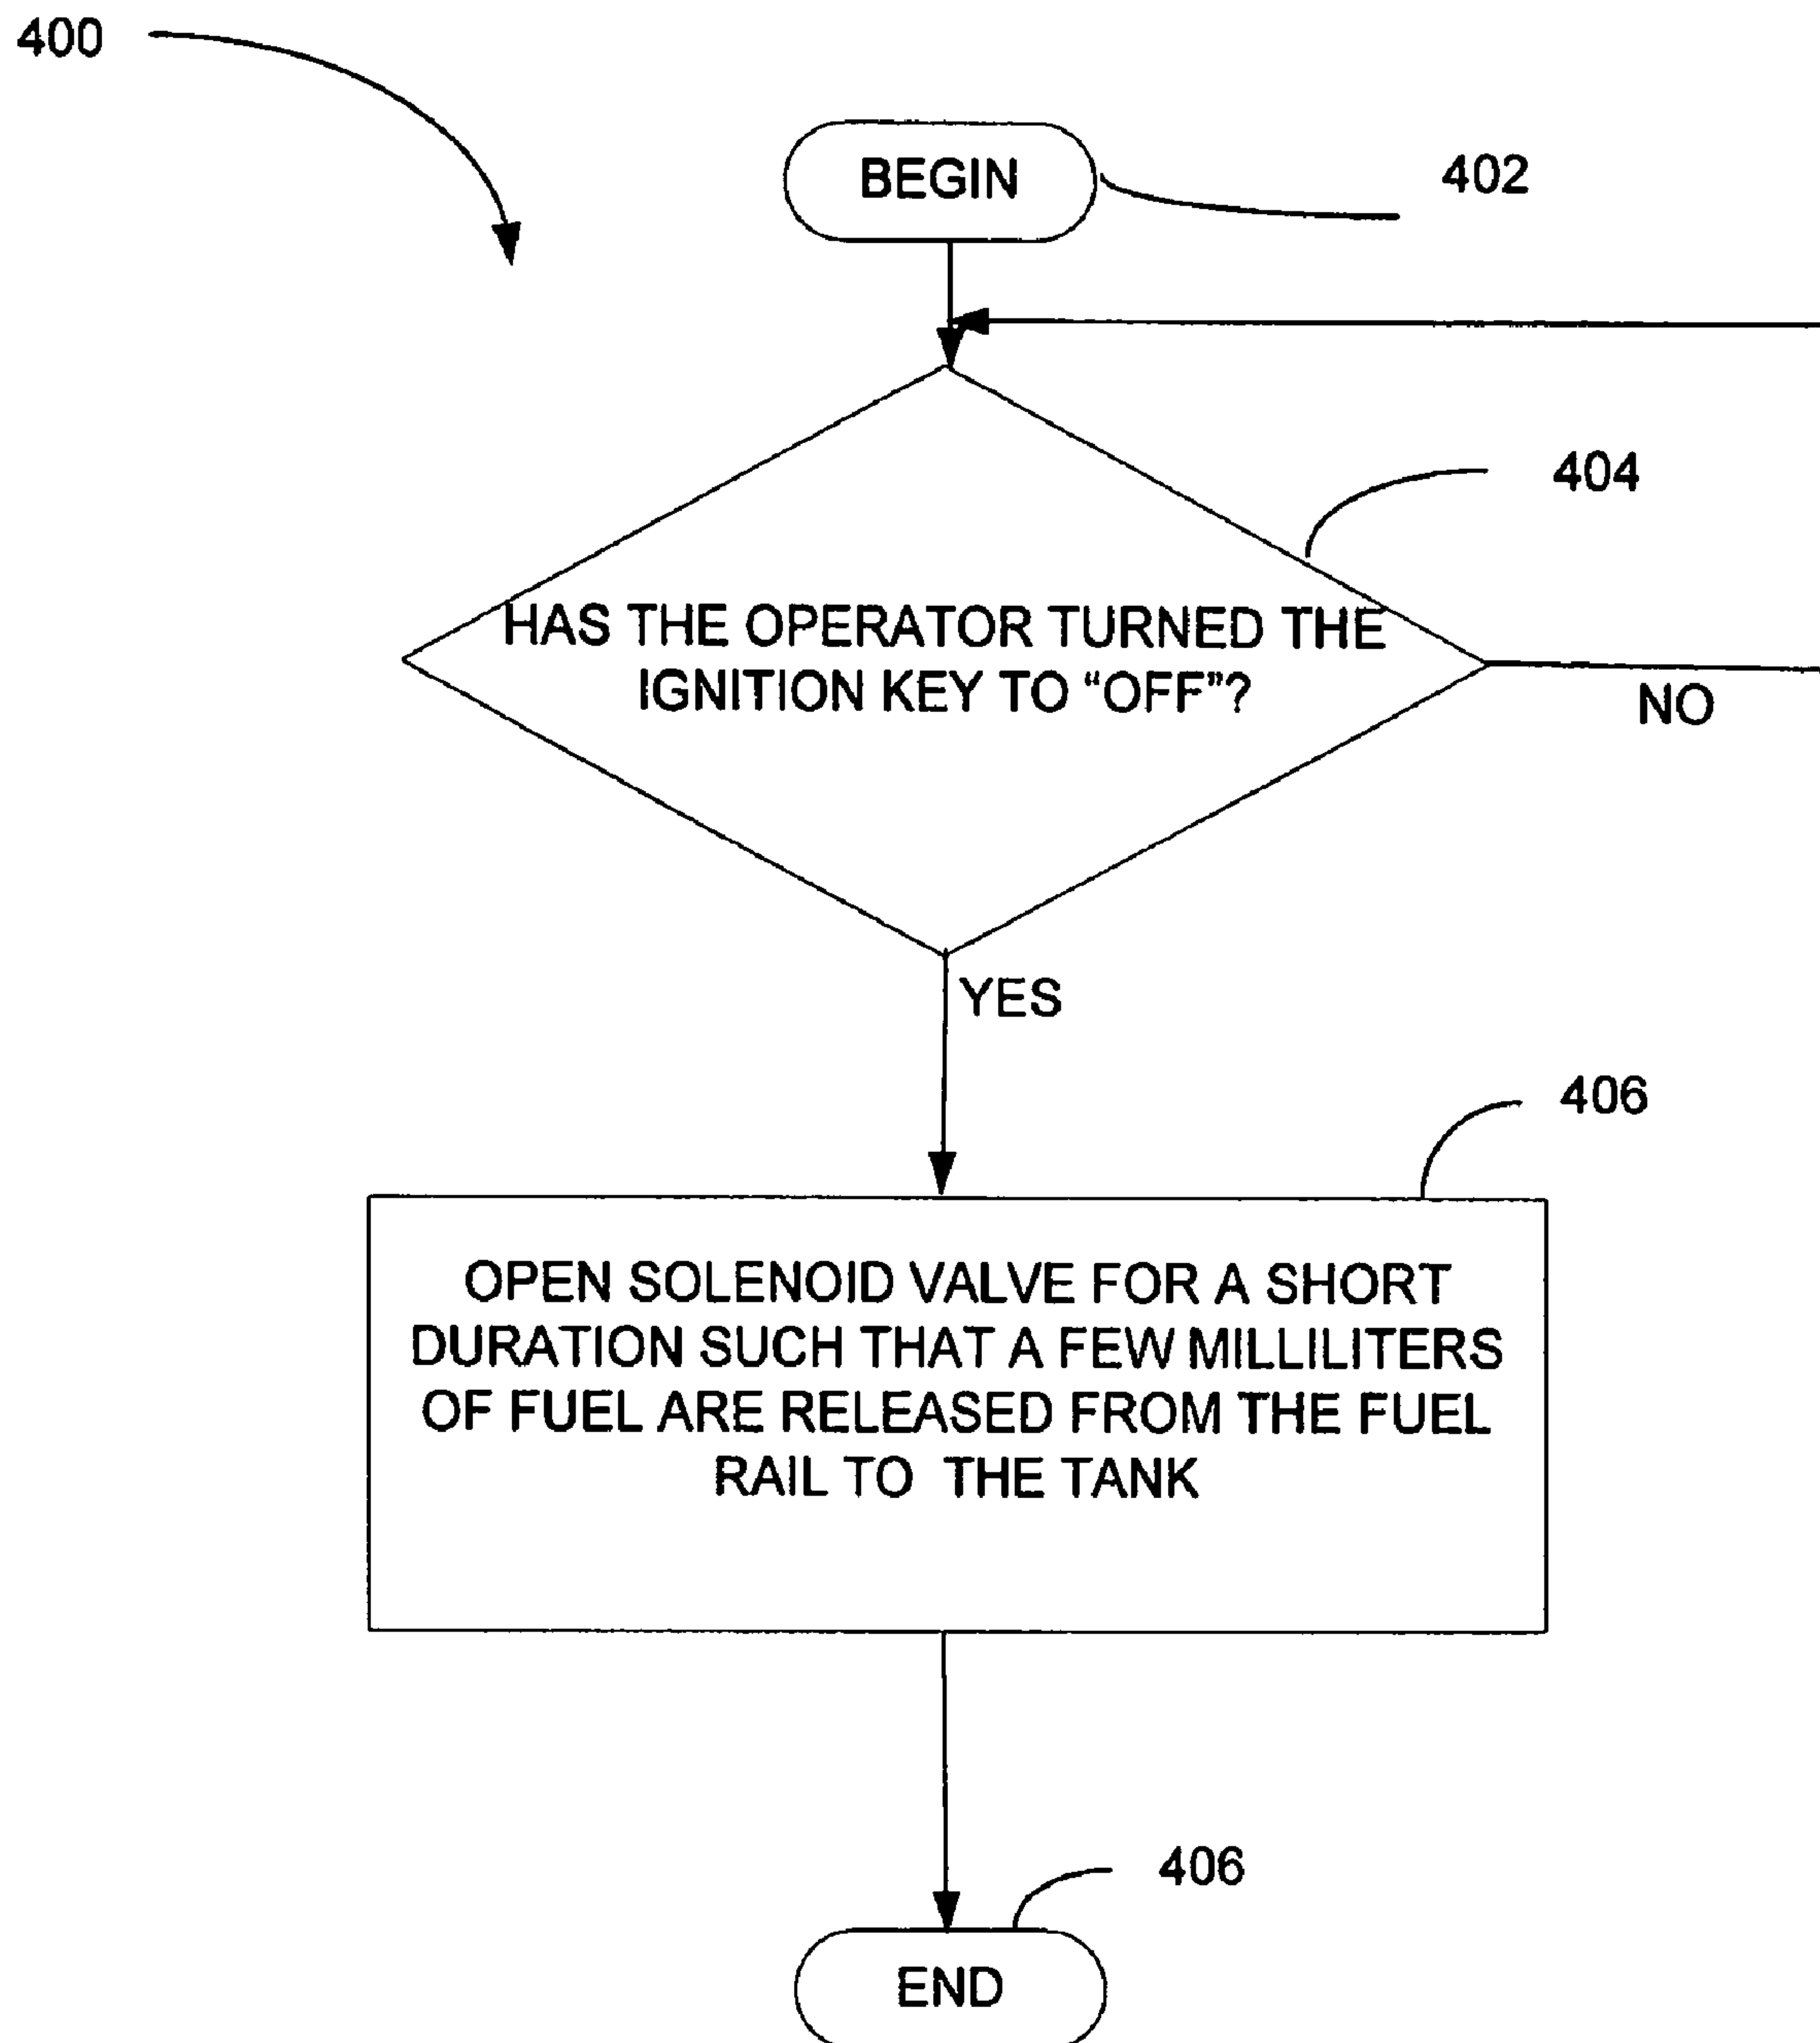 400
BEGIN
402
404
HAS THE OPERATOR TURNED THE
IGNITION KEY TO “OFF”?
NO
YES
406
OPEN SOLENOID VALVE FOR A SHORT
DURATION SUCH THAT A FEW MILLILITERS
OF FUEL ARE RELEASED FROM THE FUEL
RAIL TO THE TANK
406
END